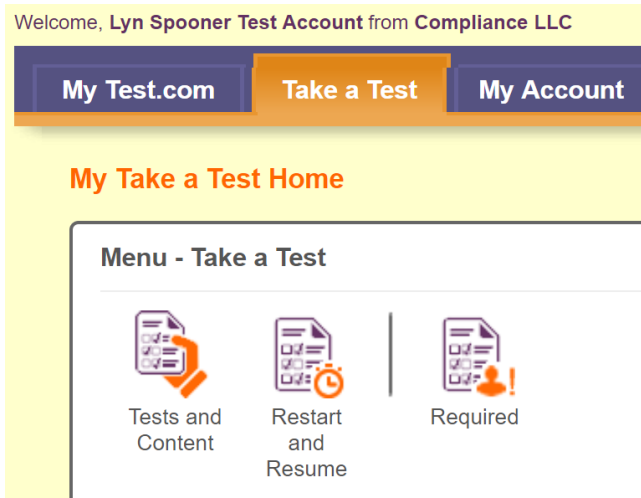 Welcome, Lyn Spooner Test Account from Compliance LLC
My Test.com Take a Test My Account
My Take a Test Home
Menu - Take a Test
Tests and
Content
Restart
and
Resume
Required